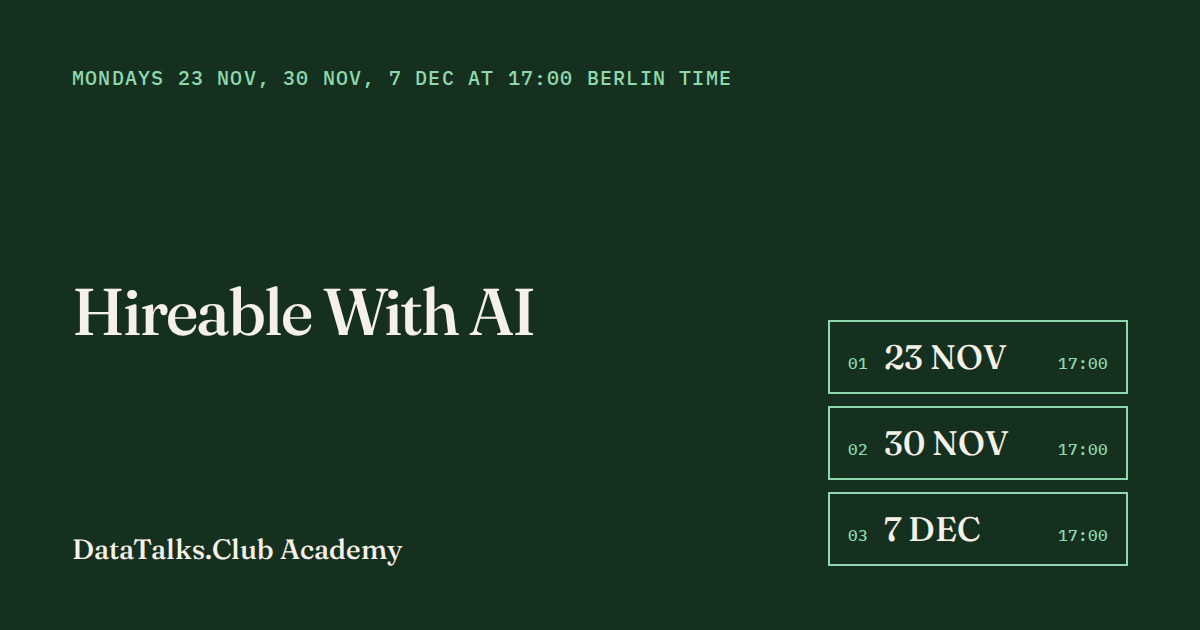 MONDAYS 23 NOV, 30 NOV, 7 DEC AT 17:00 BERLIN TIME
Hireable With AI
01 23 NOV 17:00
02 30 NOV 17:00
03 7 DEC 17:00
DataTalks.Club Academy